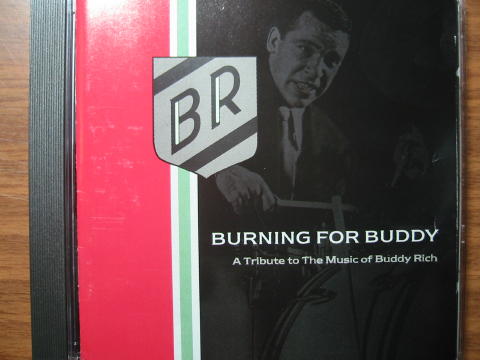 BR
BURNING FOR BUDDY
A Tribute to The Music of Buddy Rich